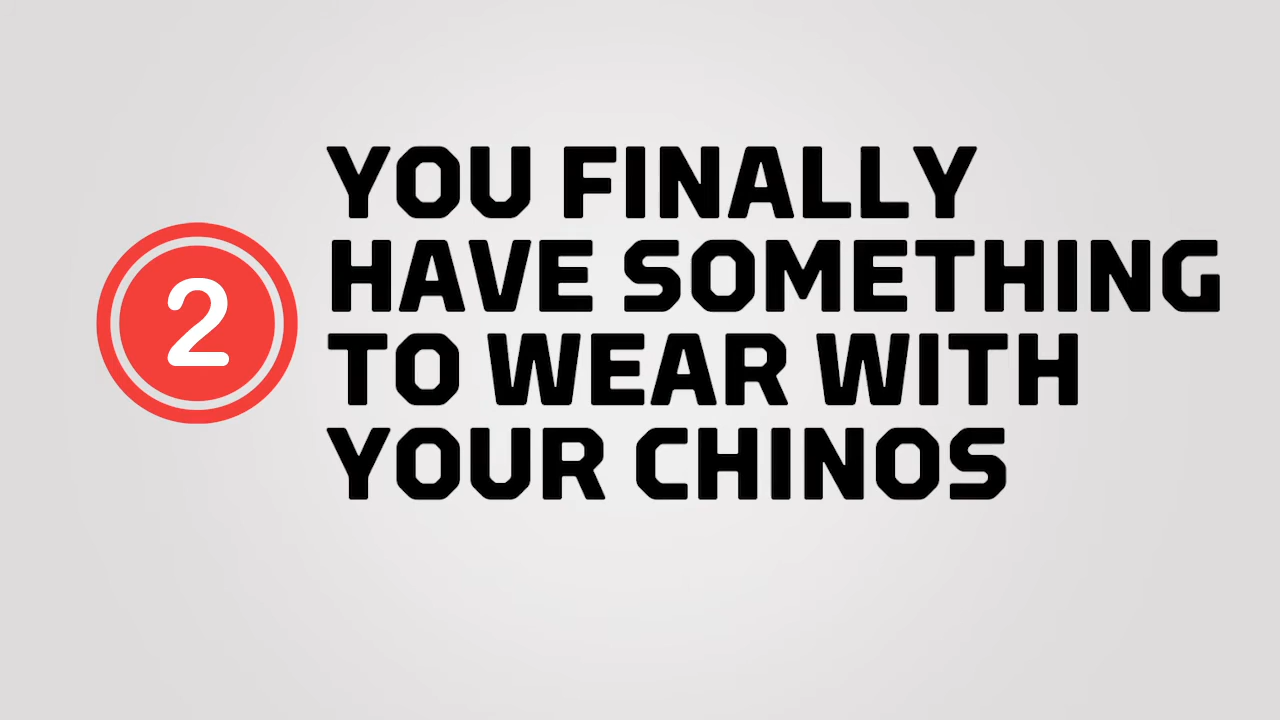 2
YOU FINALLY
HAVE SOMETHING
TO WEAR WITH
YOUR CHINOS